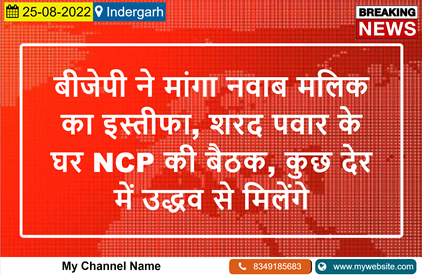 25-08-2022 Indergarh
BREAKING
NEWS
बीजेपी ने मांगा नवाब मलिक
का इस्तीफा, शरद पवार के
घर NCP की बैठक, कुछ देर
में उद्धव से मिलेंगे
My Channel Name
8349185683 www.mywebsite.com